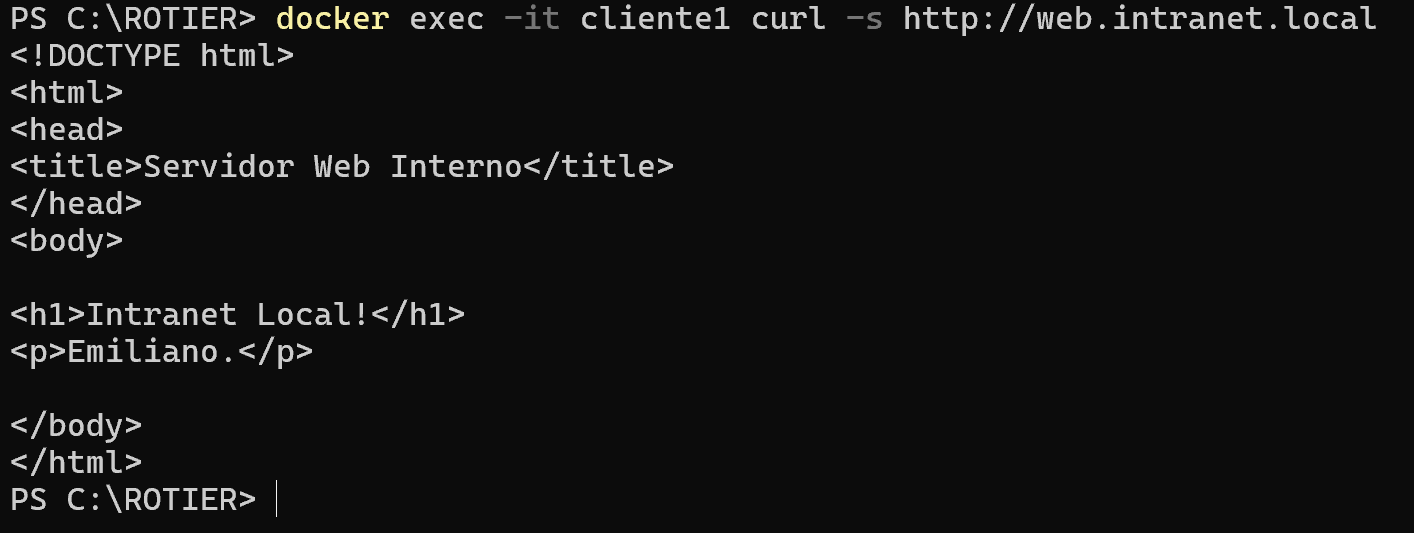 PS C:\ROTIER> docker exec -it cliente1 curl -s http://web.intranet.local
<!DOCTYPE html>
<html>
<head>
<title>Servidor Web Interno</title>
</head>
<body>

<h1>Intranet Local!</h1>
<p>Emiliano.</p>

</body>
</html>
PS C:\ROTIER>